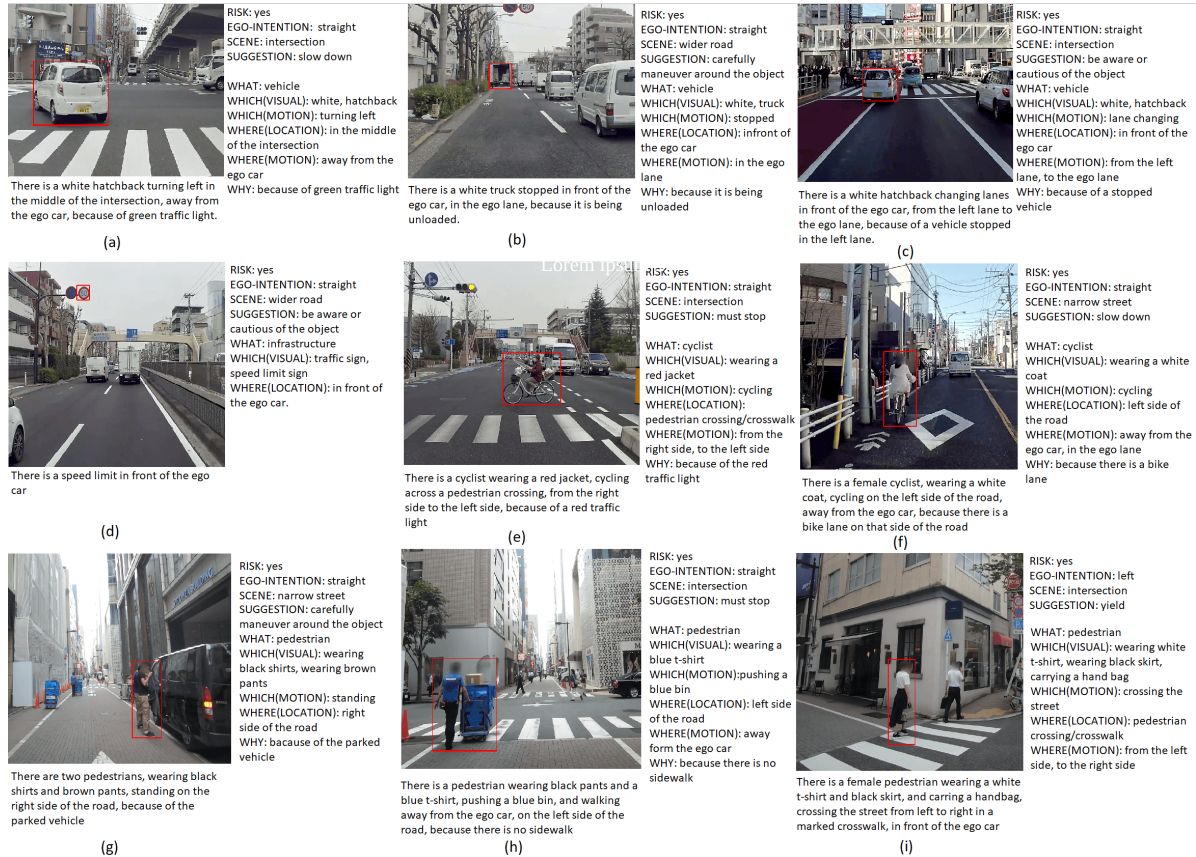 RISK: yes
EGO-INTENTION: straight
SCENE: intersection
SUGGESTION: slow down
WHAT: vehicle
WHICH(VISUAL): white, hatchback
WHICH(MOTION): turning left
WHERE(LOCATION): in the middle
of the intersection
WHERE(MOTION): away from the
ego car
WHY: because of green traffic light
There is a white hatchback turning left in
the middle of the intersection, away from
the ego car, because of green traffic light.
(a)
RISK: yes
EGO-INTENTION: straight
SCENE: wider road
SUGGESTION: carefully
maneuver around the object
WHAT: vehicle
WHICH(VISUAL): white, truck
WHICH(MOTION): stopped
WHERE(LOCATION): infront of
the ego car
WHERE(MOTION): in the ego
lane
WHY: because it is being
unloaded
There is a white truck stopped in front of the
ego car, in the ego lane, because it is being
unloaded.
(b)
RISK: yes
EGO-INTENTION: straight
SCENE: intersection
SUGGESTION: be aware or
cautious of the object
WHAT: vehicle
WHICH(VISUAL): white, hatchback
WHICH(MOTION): lane changing
WHERE(LOCATION): in front of the
ego car
WHERE(MOTION): from the left
lane, to the ego lane
WHY: because of a stopped
vehicle
There is a white hatchback changing lanes
in front of the ego car, from the left lane to
the ego lane, because of a vehicle stopped
in the left lane.
(c)
RISK: yes
EGO-INTENTION: straight
SCENE: wider road
SUGGESTION: be aware or
cautious of the object
WHAT: infrastructure
WHICH(VISUAL): traffic sign,
speed limit sign
WHERE(LOCATION): in front of
the ego car.
There is a speed limit in front of the ego
car
(d)
Lorem ipsu
RISK: yes
EGO-INTENTION: straight
SCENE: intersection
SUGGESTION: must stop
WHAT: cyclist
WHICH(VISUAL): wearing a
red jacket
WHICH(MOTION): cycling
WHERE(LOCATION):
pedestrian crossing/crosswalk
WHERE(MOTION): from the
right side, to the left side
WHY: because of the red
traffic light
There is a cyclist wearing a red jacket, cycling
across a pedestrian crossing, from the right
side to the left side, because of a red traffic
light
(e)
RISK: yes
EGO-INTENTION: straight
SCENE: narrow street
SUGGESTION: slow down
WHAT: cyclist
WHICH(VISUAL): wearing a white
coat
WHICH(MOTION): cycling
WHERE(LOCATION): left side of
the road
WHERE(MOTION): away from the
ego car, in the ego lane
WHY: because there is a bike
lane
There is a female cyclist, wearing a white
coat, cycling on the left side of the road,
away from the ego car, because there is a
bike lane on that side of the road
(f)
RISK: yes
EGO-INTENTION: straight
SCENE: narrow street
SUGGESTION: carefully
maneuver around the object
WHAT: pedestrian
WHICH(VISUAL): wearing
black shirts, wearing brown
pants
WHICH(MOTION): standing
WHERE(LOCATION): right
side of the road
WHY: bacause of the parked
vehicle
There are two pedestrians, wearing black
shirts and brown pants, standing on the
right side of the road, because of the
parked vehicle
(g)
RISK: yes
EGO-INTENTION: straight
SCENE: intersection
SUGGESTION: must stop
WHAT: pedestrian
WHICH(VISUAL): wearing a
blue t-shirt
WHICH(MOTION):pushing a
blue bin
WHERE(LOCATION): left side
of the road
WHERE(MOTION): away
form the ego car
WHY: because there is no
sidewalk
There is a pedestrian wearing black pants and a
blue t-shirt, pushing a blue bin, and walking
away from the ego car, on the left side of the
road, because there is no sidewalk
(h)
RISK: yes
EGO-INTENTION: left
SCENE: intersection
SUGGESTION: yield
WHAT: pedestrian
WHICH(VISUAL): wearing white
t-shirt, wearing black skirt,
carrying a hand bag
WHICH(MOTION): crossing the
street
WHERE(LOCATION): pedestrian
crossing/crosswalk
WHERE(MOTION): from the left
side, to the right side
There is a female pedestrian wearing a white
t-shirt and black skirt, and carring a handbag,
crossing the street from left to right in a
marked crosswalk, in front of the ego car
(i)